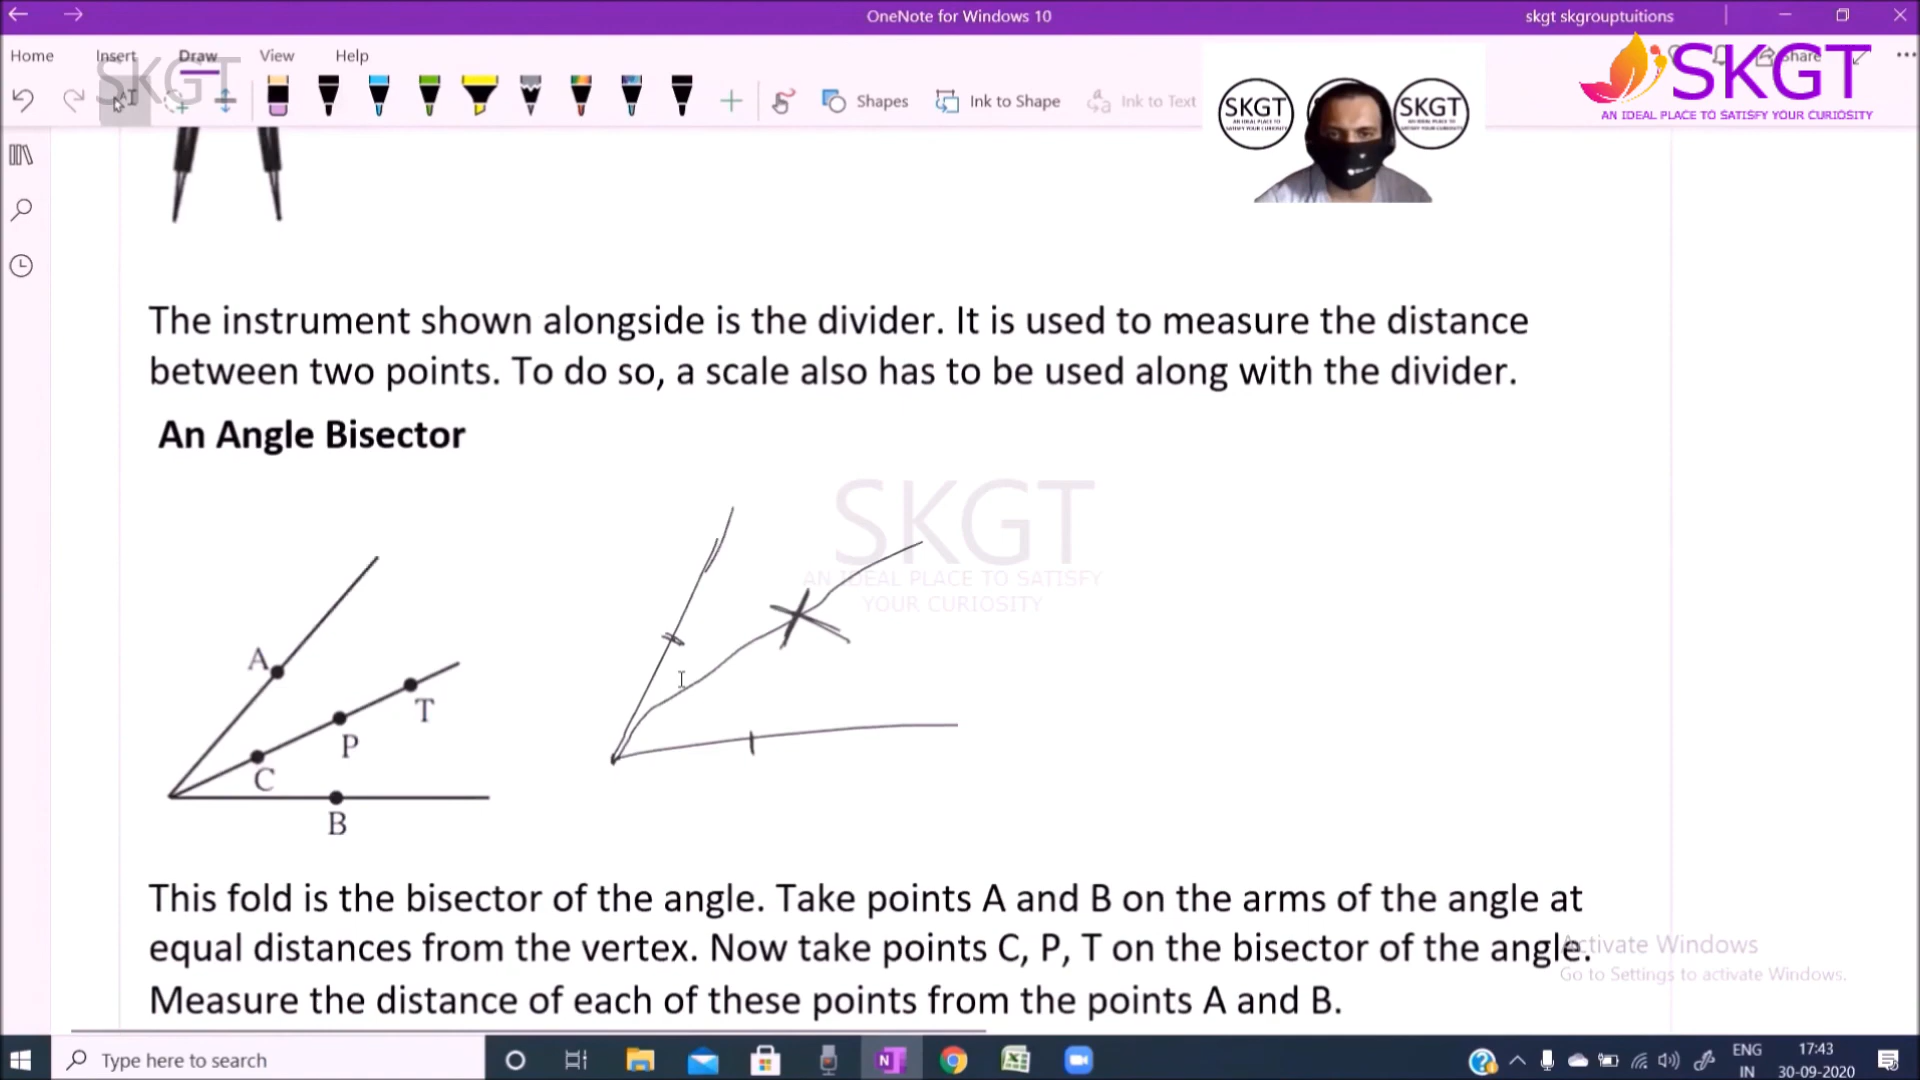 OneNote for Windows 10
skgt skgrouptuitions
Home Insert Draw View Help
Share
SKGT
Shapes
Ink to Shape
Ink to Text
SKGT
SKGT
SKGT
AN IDEAL PLACE TO SATISFY YOUR CURIOSITY
The instrument shown alongside is the divider. It is used to measure the distance
between two points. To do so, a scale also has to be used along with the divider.
An Angle Bisector
SKGT
AN IDEAL PLACE TO SATISFY
YOUR CURIOSITY
A
T
P
C
B
This fold is the bisector of the angle. Take points A and B on the arms of the angle at
equal distances from the vertex. Now take points C, P, T on the bisector of the angle.
Measure the distance of each of these points from the points A and B.
Activate Windows
Go to Settings to activate Windows.
Type here to search
ENG
IN
17:43
30-09-2020